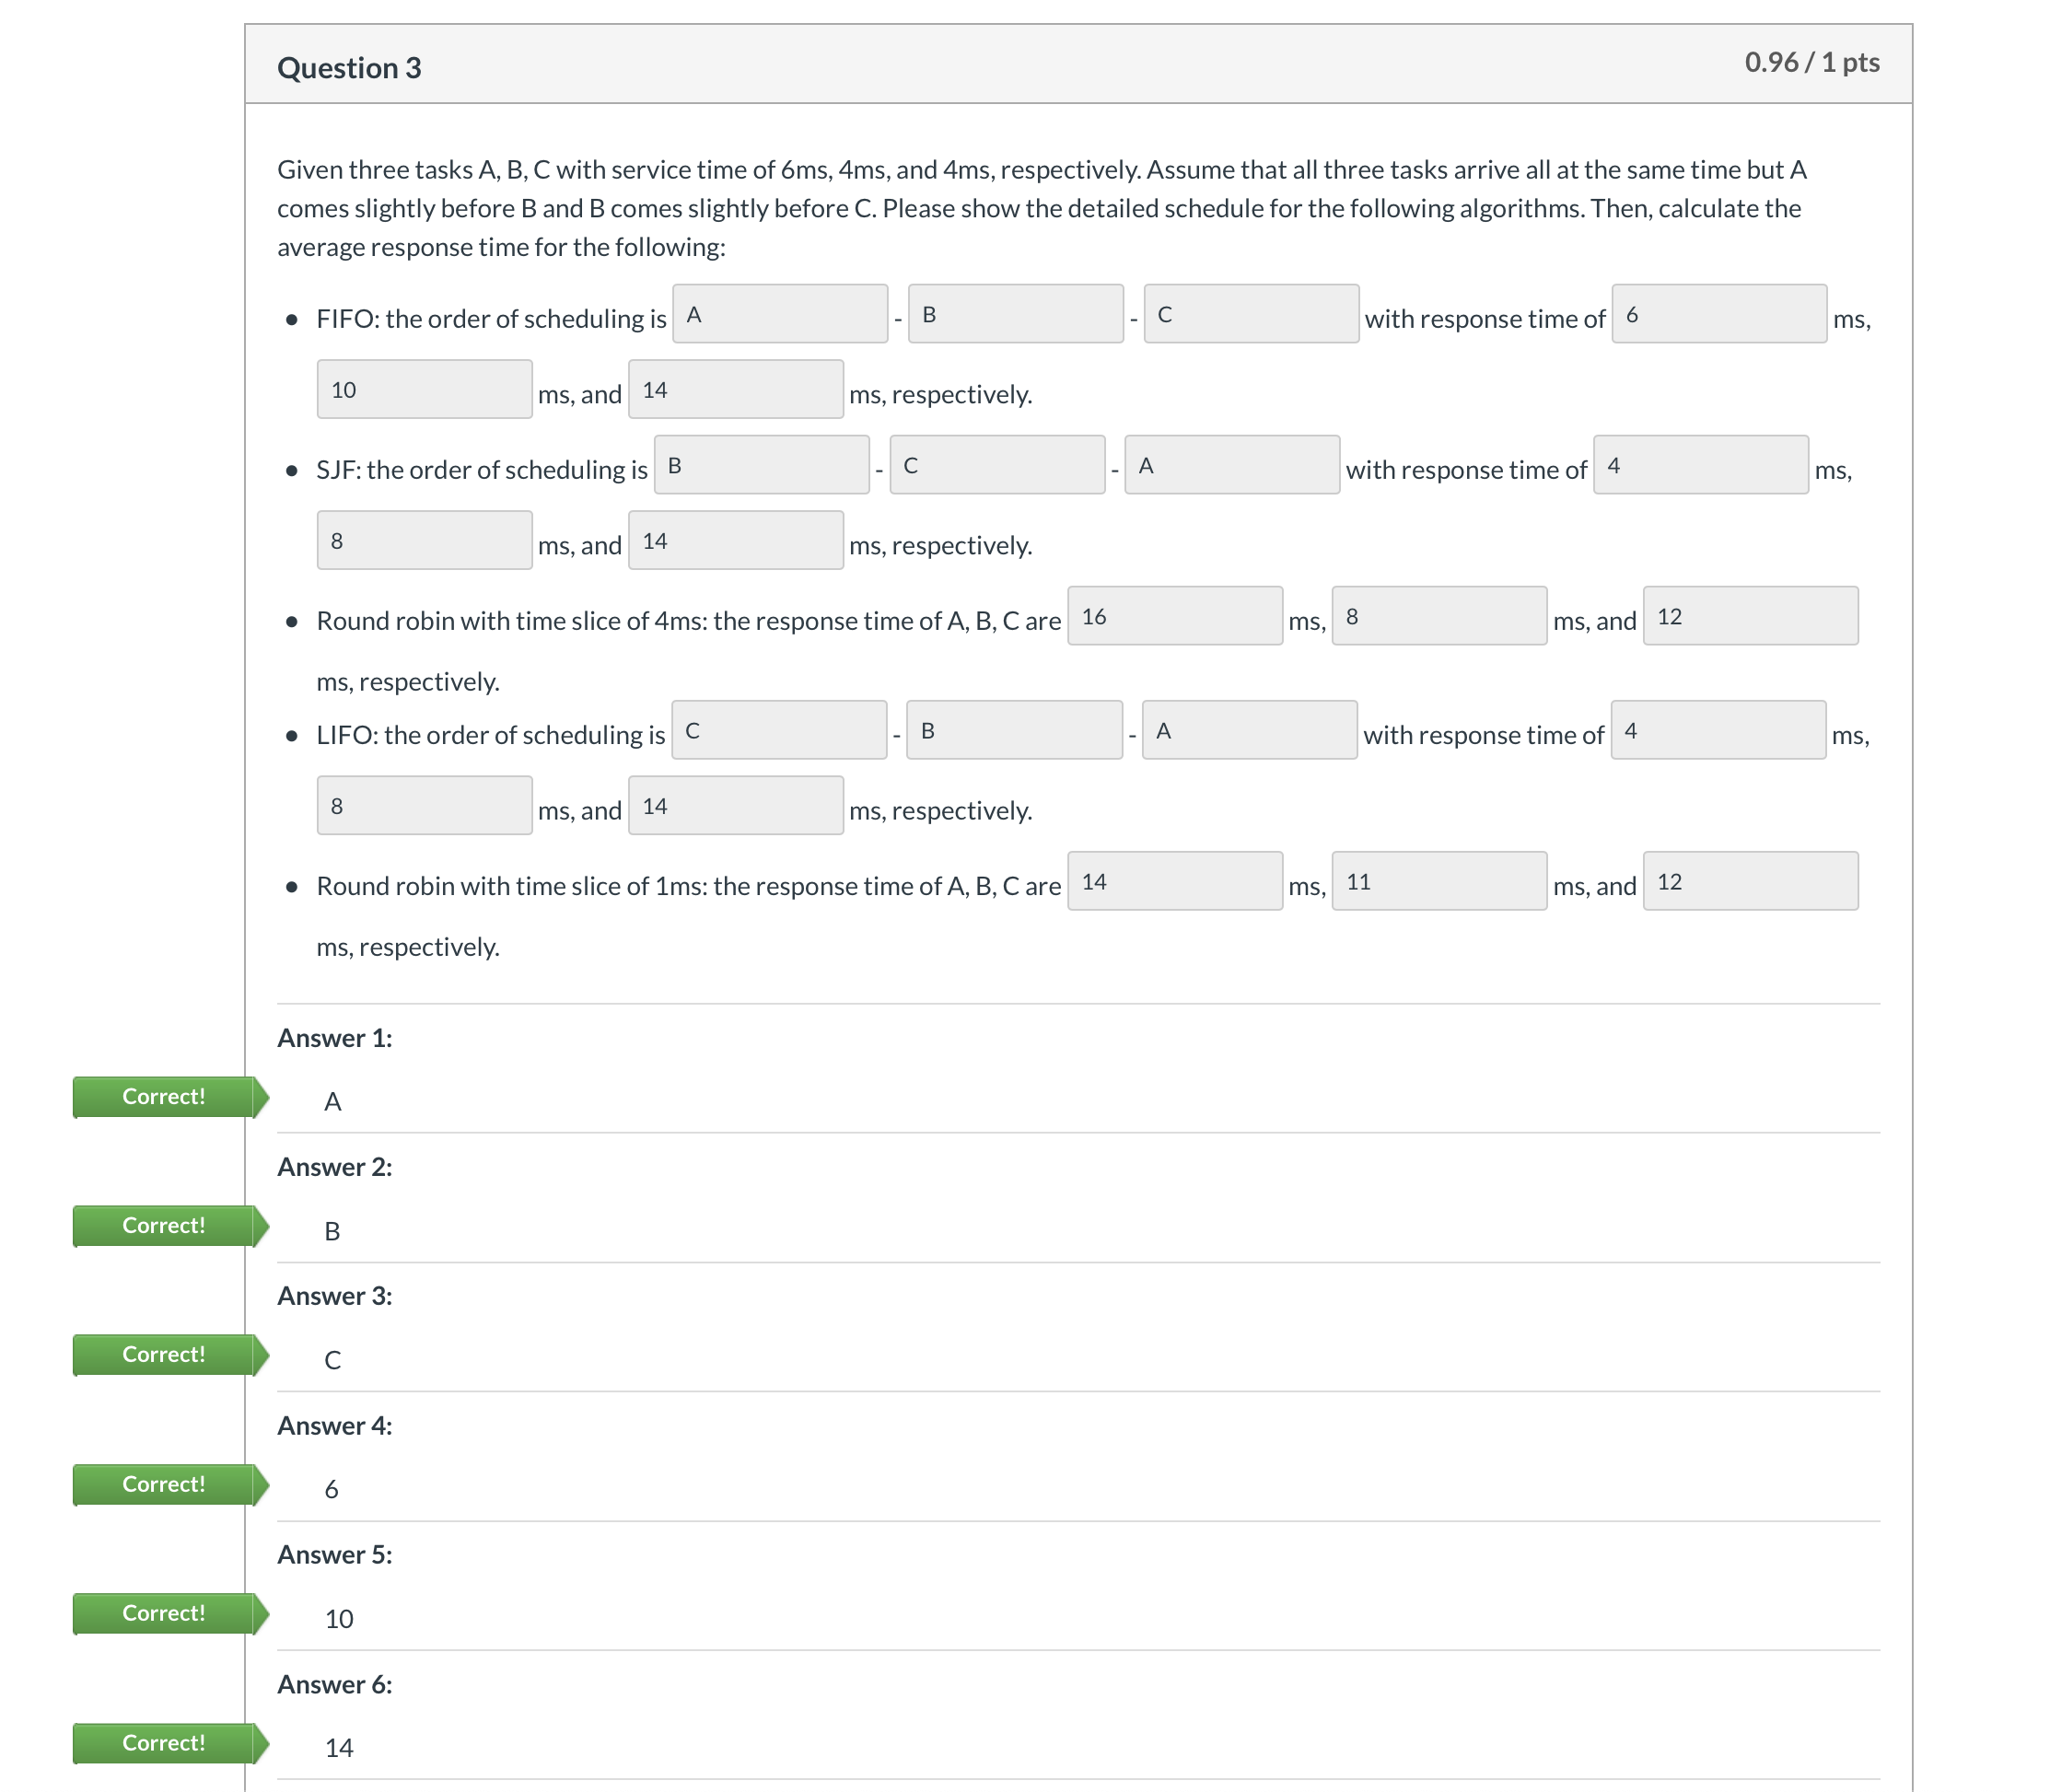 Question 3 0.96 / 1 pts
Given three tasks A, B, C with service time of 6ms, 4ms, and 4ms, respectively. Assume that all three tasks arrive all at the same time but A
comes slightly before B and B comes slightly before C. Please show the detailed schedule for the following algorithms. Then, calculate the
average response time for the following:
• FIFO: the order of scheduling is A - B - C with response time of 6 ms,
10 ms, and 14 ms, respectively.
• SJF: the order of scheduling is B - C - A with response time of 4 ms,
8 ms, and 14 ms, respectively.
• Round robin with time slice of 4ms: the response time of A, B, C are 16 ms, 8 ms, and 12
ms, respectively.
• LIFO: the order of scheduling is C - B - A with response time of 4 ms,
8 ms, and 14 ms, respectively.
• Round robin with time slice of 1ms: the response time of A, B, C are 14 ms, 11 ms, and 12
ms, respectively.
Answer 1:
Correct! A
Answer 2:
Correct! B
Answer 3:
Correct! C
Answer 4:
Correct! 6
Answer 5:
Correct! 10
Answer 6:
Correct! 14